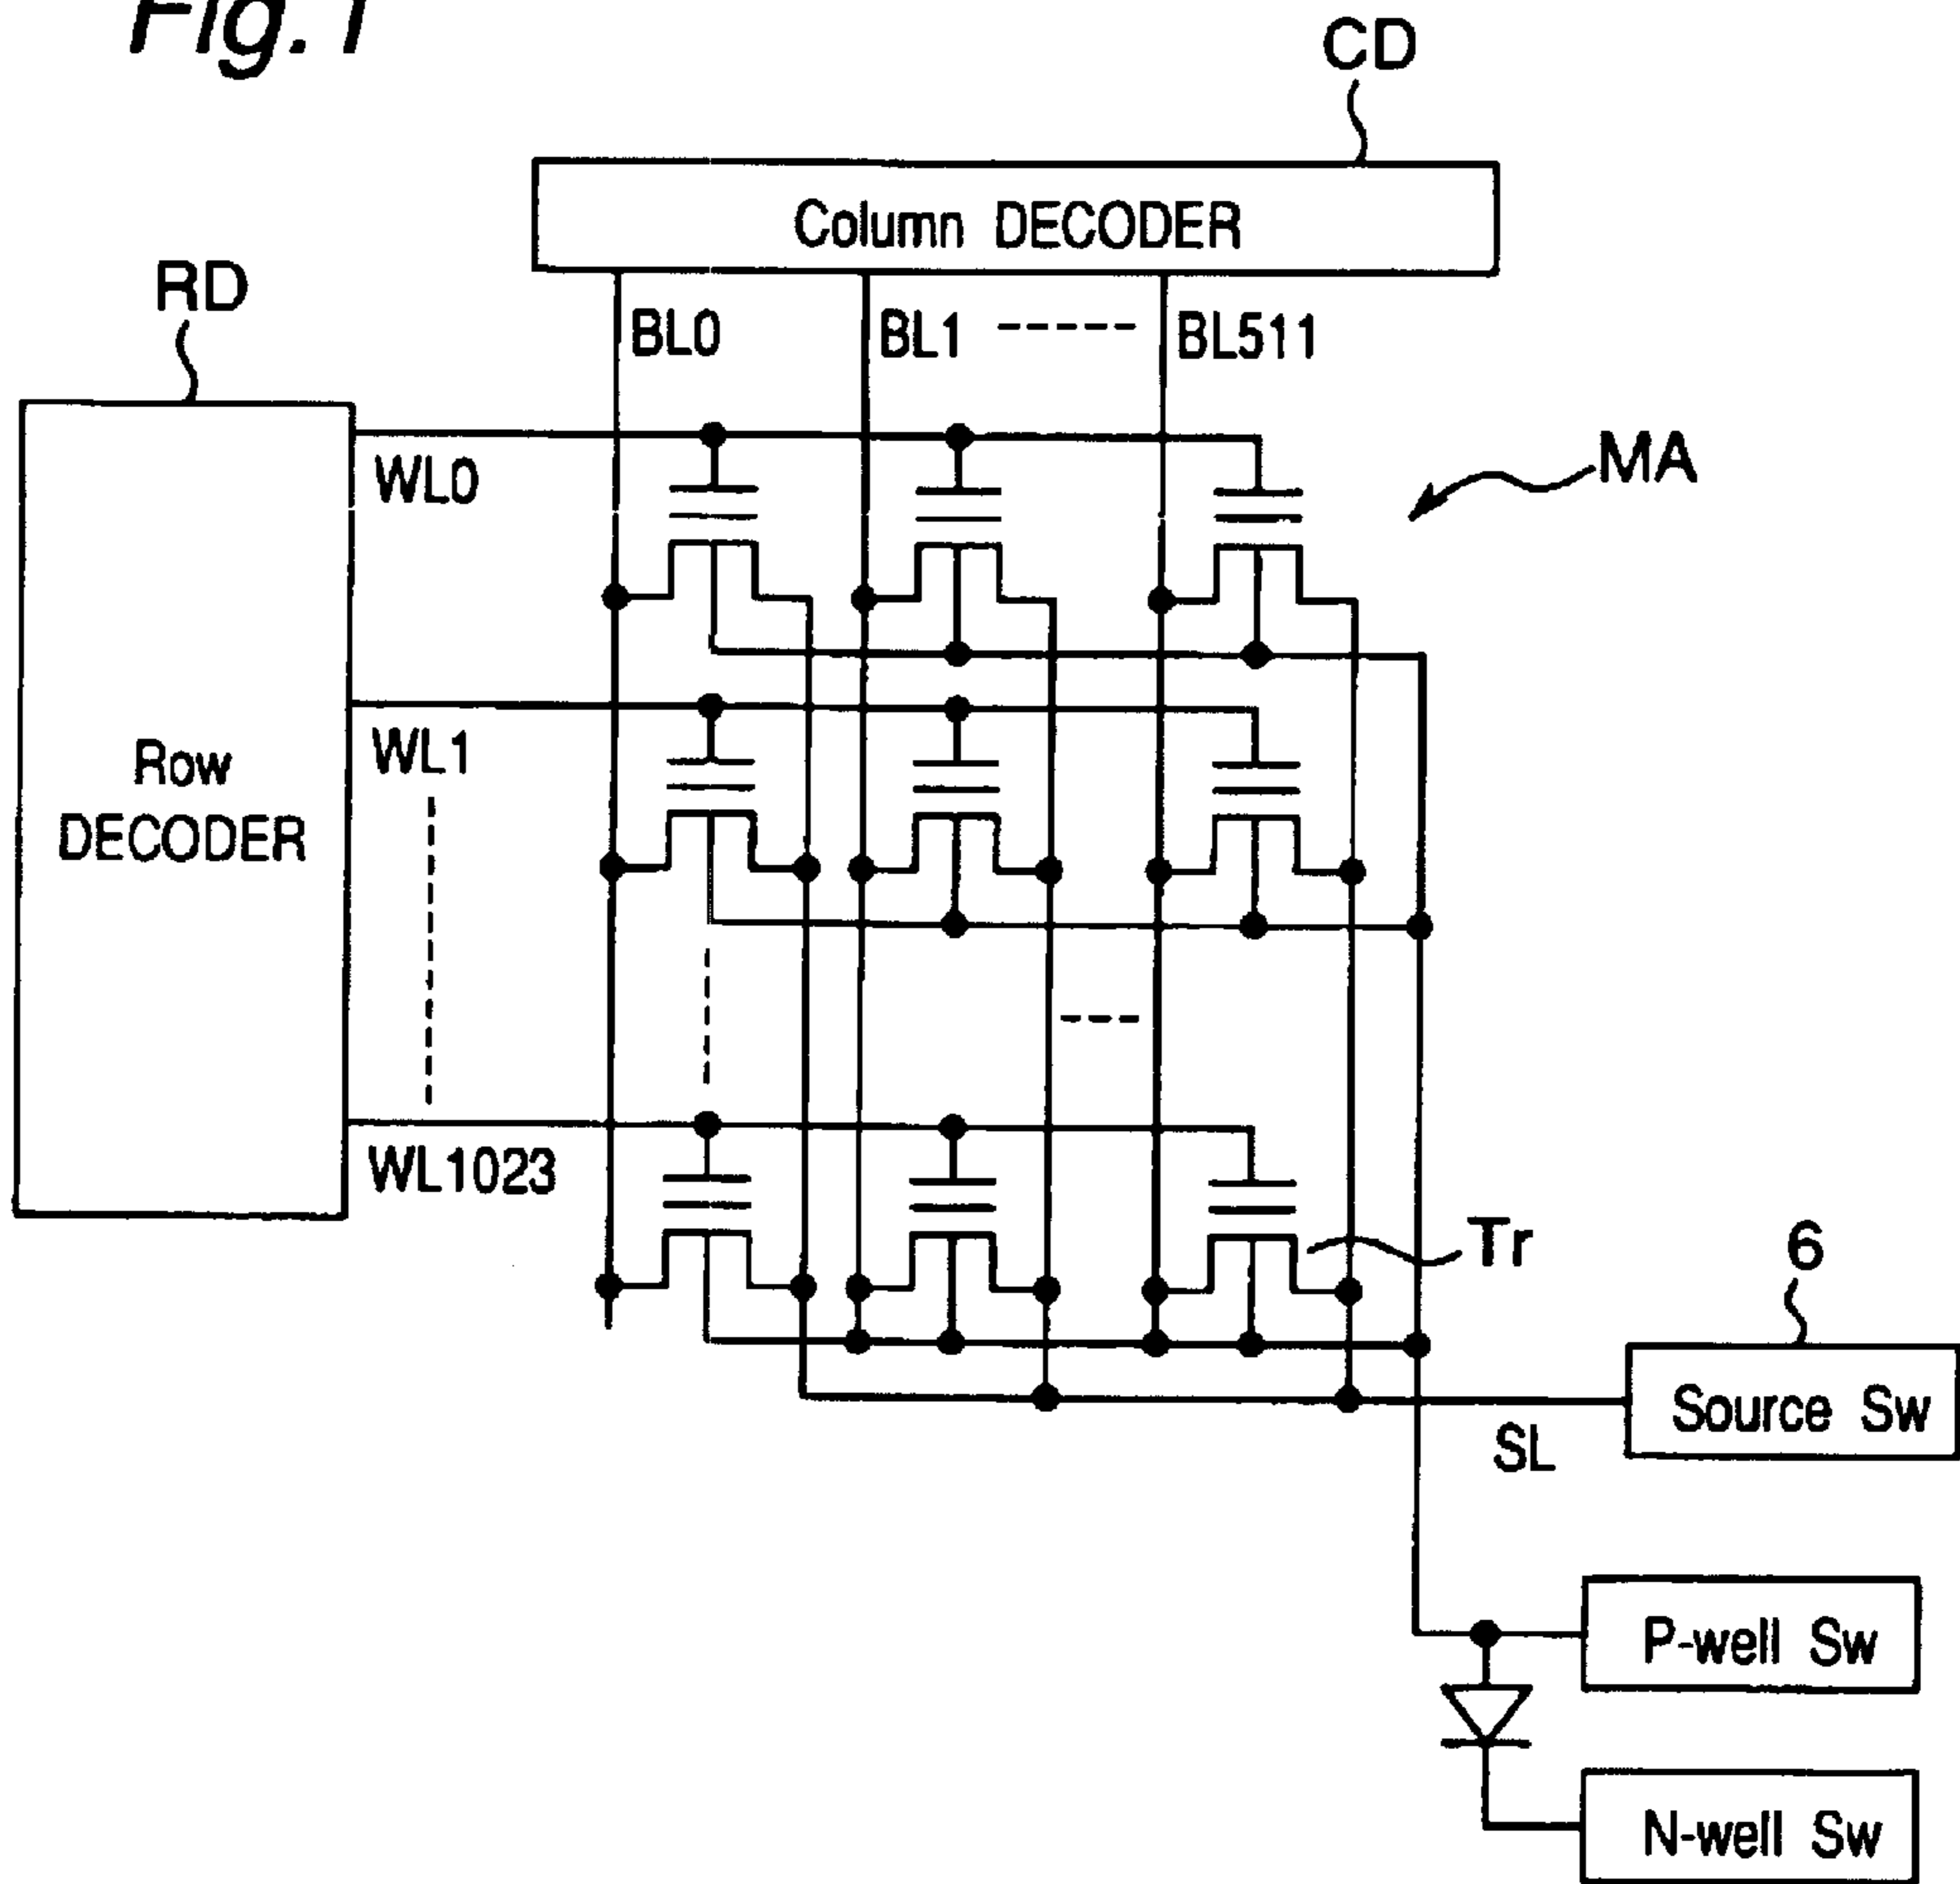 Fig.1
CD
Column DECODER
RD
BL0
BL1
BL511
WL0
MA
WL1
Row
DECODER
WL1023
Tr
6
Source Sw
SL
P-well Sw
N-well Sw